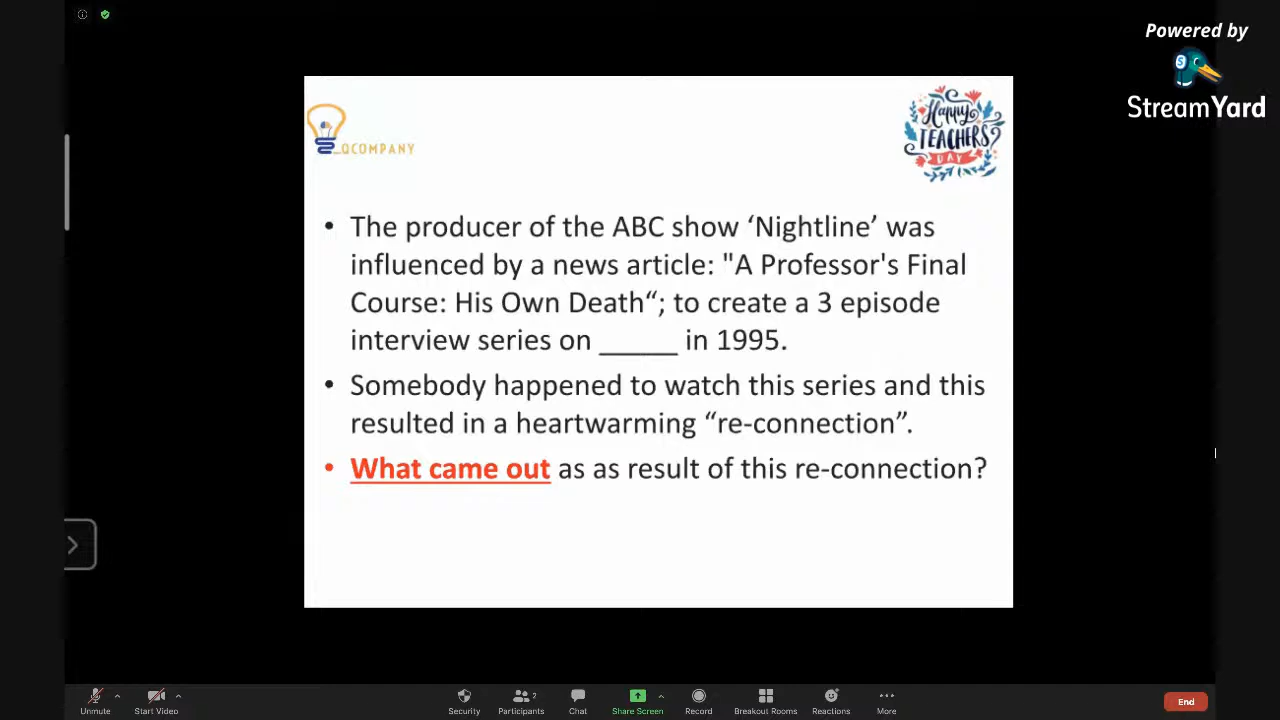 Powered by
StreamYard
QCOMPANY
Happy
TEACHERS
DAY
• The producer of the ABC show ‘Nightline’ was
influenced by a news article: "A Professor's Final
Course: His Own Death“; to create a 3 episode
interview series on _____ in 1995.
• Somebody happened to watch this series and this
resulted in a heartwarming “re-connection”.
• What came out as as result of this re-connection?
Unmute
Start Video
Security
Participants
2
Chat
Share Screen
Record
Breakout Rooms
Reactions
More
End